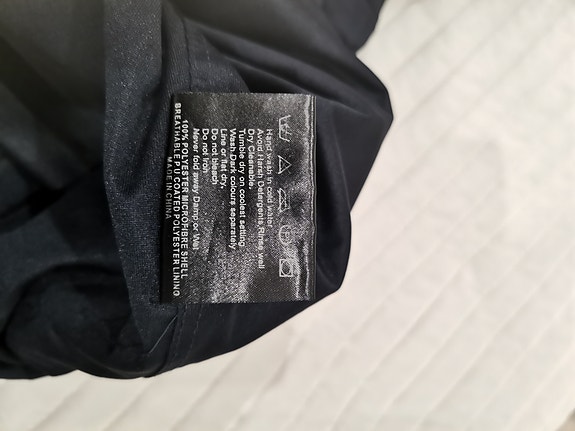 Hand wash in cold water
Avoid Harsh Detergents, Rinse well
Dry Cleanable.
Tumble dry on coolest setting.
Wash Dark colours separately
Line or flat dry,
Do not bleach
Do not Iron
Never fold away Damp or Wet
100% POLYESTER MICROFIBRE SHELL
BREATHABLE PU COATED POLYESTER LINING
MADE IN CHINA